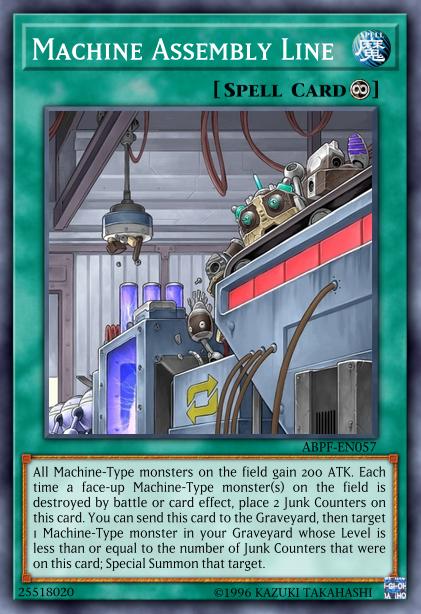 MACHINE ASSEMBLY LINE
SPELL
魔
[SPELL CARD]
ABPF-EN057
All Machine-Type monsters on the field gain 200 ATK. Each
time a face-up Machine-Type monster(s) on the field is
destroyed by battle or card effect, place 2 Junk Counters on
this card. You can send this card to the Graveyard, then target
1 Machine-Type monster in your Graveyard whose Level is
less than or equal to the number of Junk Counters that were
on this card; Special Summon that target.
25518020
©1996 KAZUKI TAKAHASHI